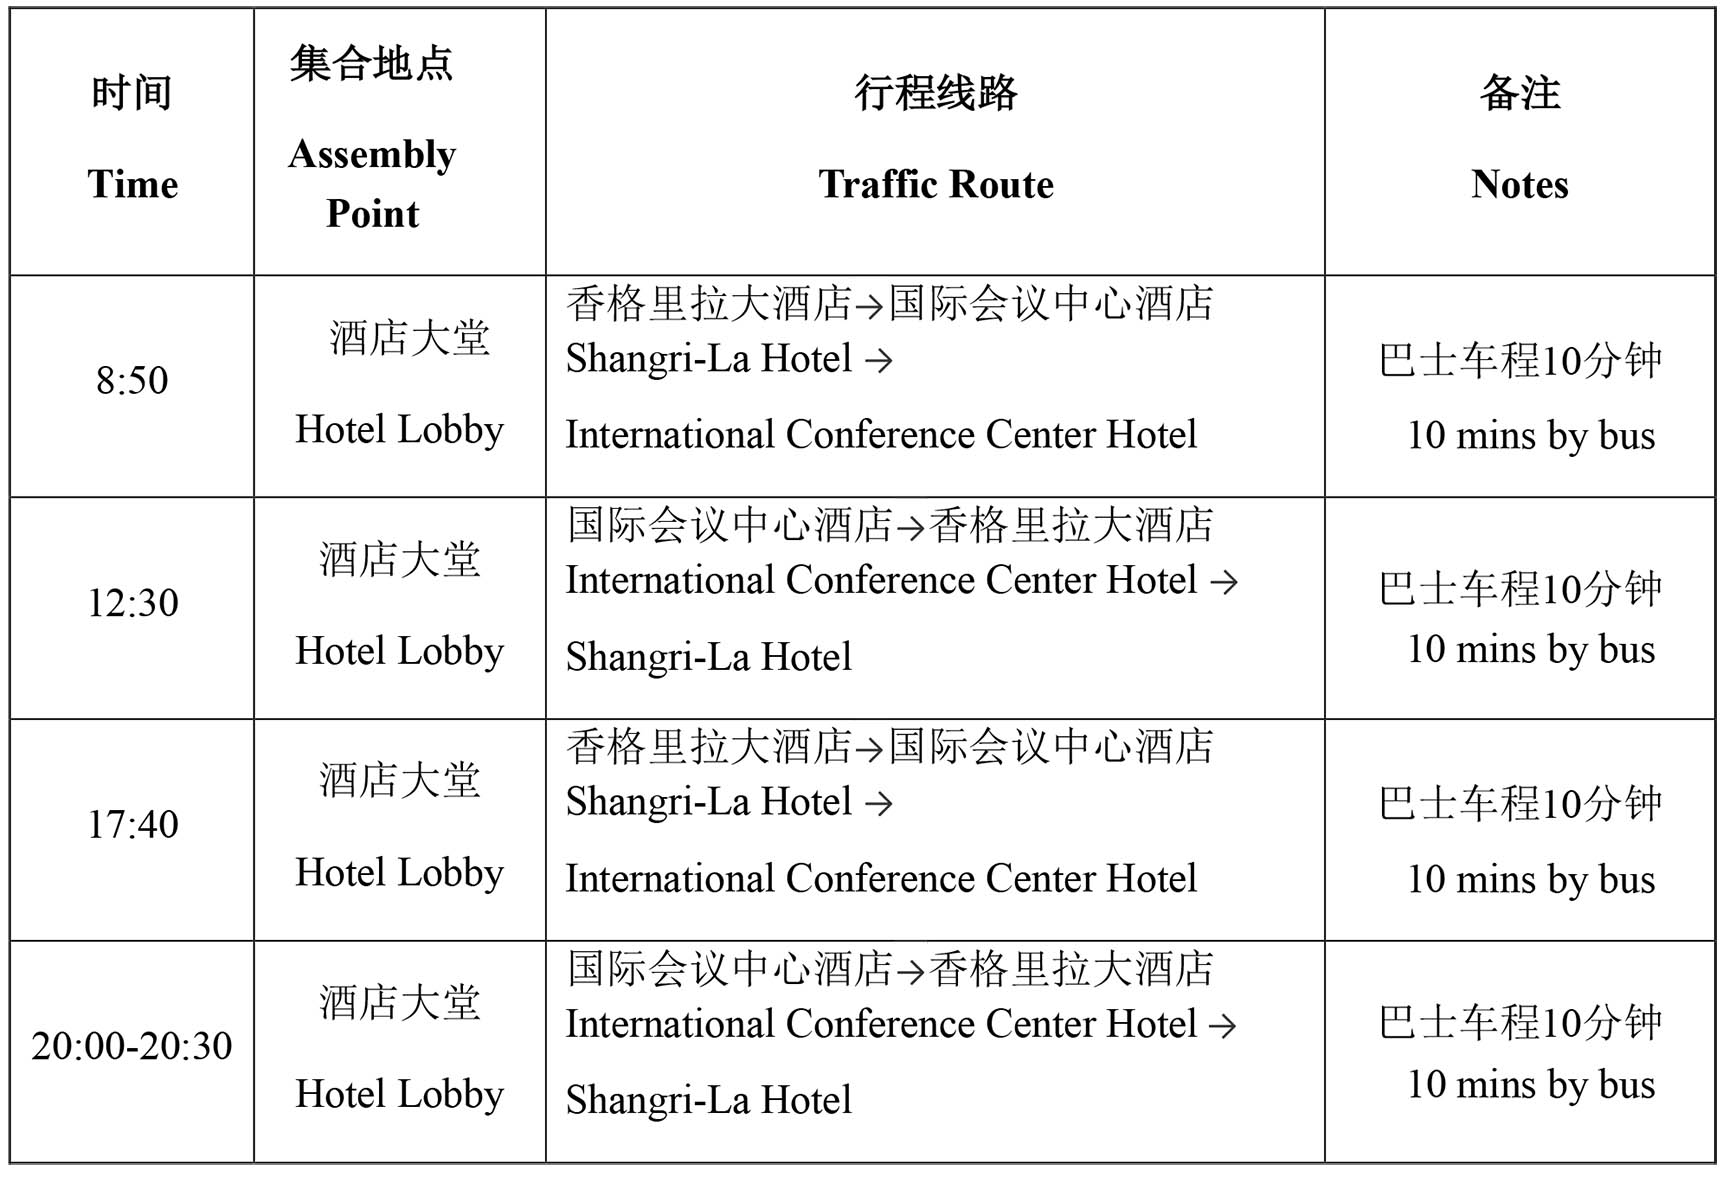 时间
Time
集合地点
Assembly
Point
行程线路
Traffic Route
备注
Notes
8:50
酒店大堂
Hotel Lobby
香格里拉大酒店→国际会议中心酒店
Shangri-La Hotel →
International Conference Center Hotel
巴士车程10分钟
10 mins by bus
12:30
酒店大堂
Hotel Lobby
国际会议中心酒店→香格里拉大酒店
International Conference Center Hotel →
Shangri-La Hotel
巴士车程10分钟
10 mins by bus
17:40
酒店大堂
Hotel Lobby
香格里拉大酒店→国际会议中心酒店
Shangri-La Hotel →
International Conference Center Hotel
巴士车程10分钟
10 mins by bus
20:00-20:30
酒店大堂
Hotel Lobby
国际会议中心酒店→香格里拉大酒店
International Conference Center Hotel →
Shangri-La Hotel
巴士车程10分钟
10 mins by bus